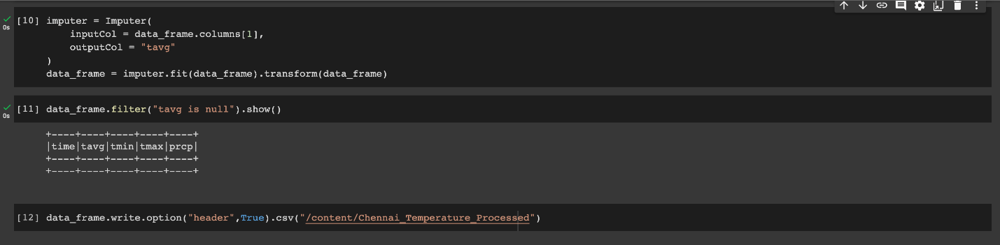 [10] imputer = Imputer(
inputCol = data_frame.columns[1],
outputCol = "tavg"
)
data_frame = imputer.fit(data_frame).transform(data_frame)
0s
[11] data_frame.filter("tavg is null").show()
0s
+----+----+----+----+----+
|time|tavg|tmin|tmax|prcp|
+----+----+----+----+----+
+----+----+----+----+----+
[12] data_frame.write.option("header",True).csv("/content/Chennai_Temperature_Processed")